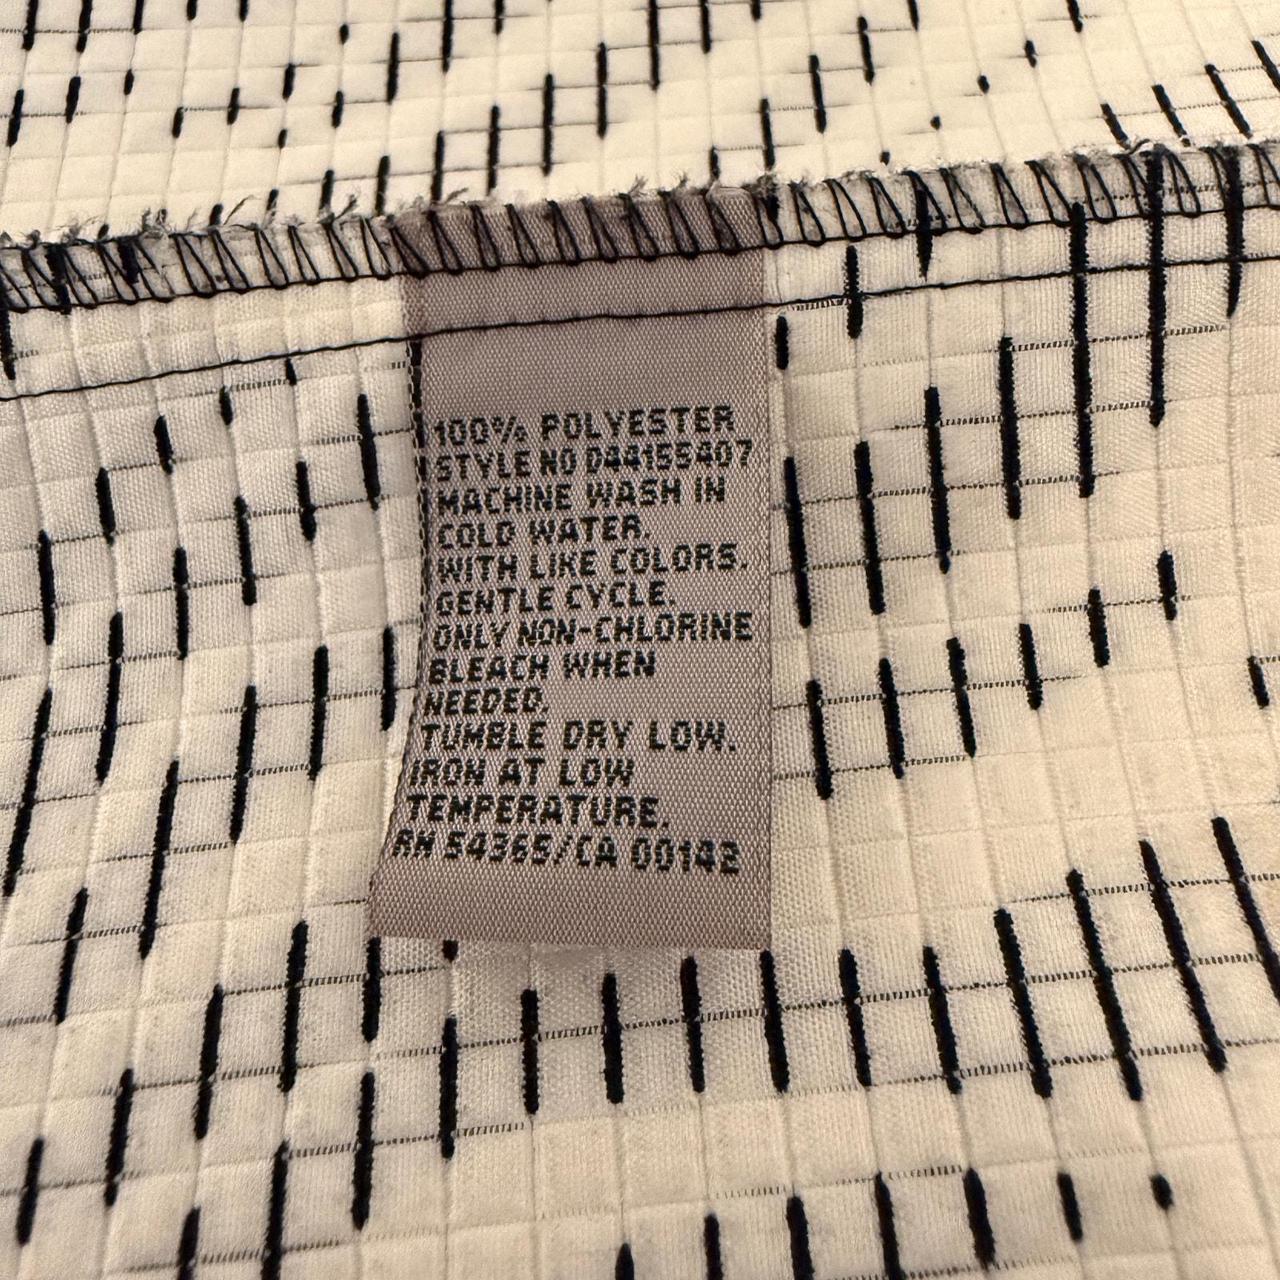 100% POLYESTER
STYLE NO D44155407
MACHINE WASH IN
COLD WATER.
WITH LIKE COLORS.
GENTLE CYCLE.
ONLY NON-CHLORINE
BLEACH WHEN
NEEDED.
TUMBLE DRY LOW.
IRON AT LOW
TEMPERATURE.
RN 54365/CA 00142